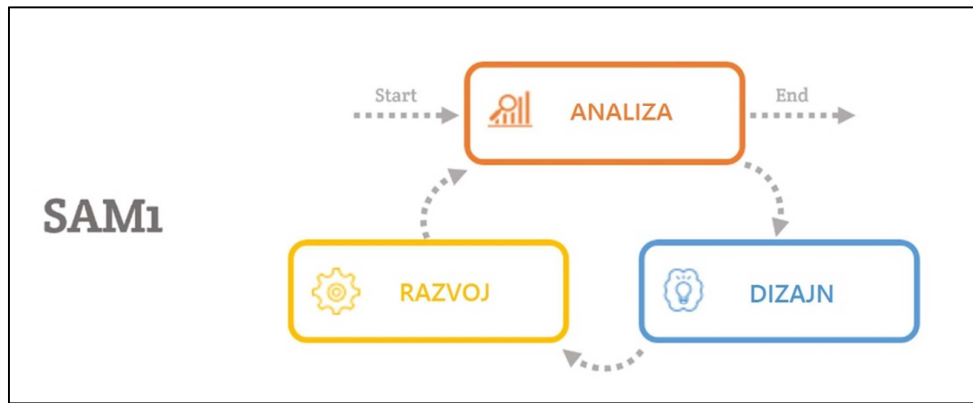 Start
ANALIZA
End
SAM1
RAZVOJ
DIZAJN